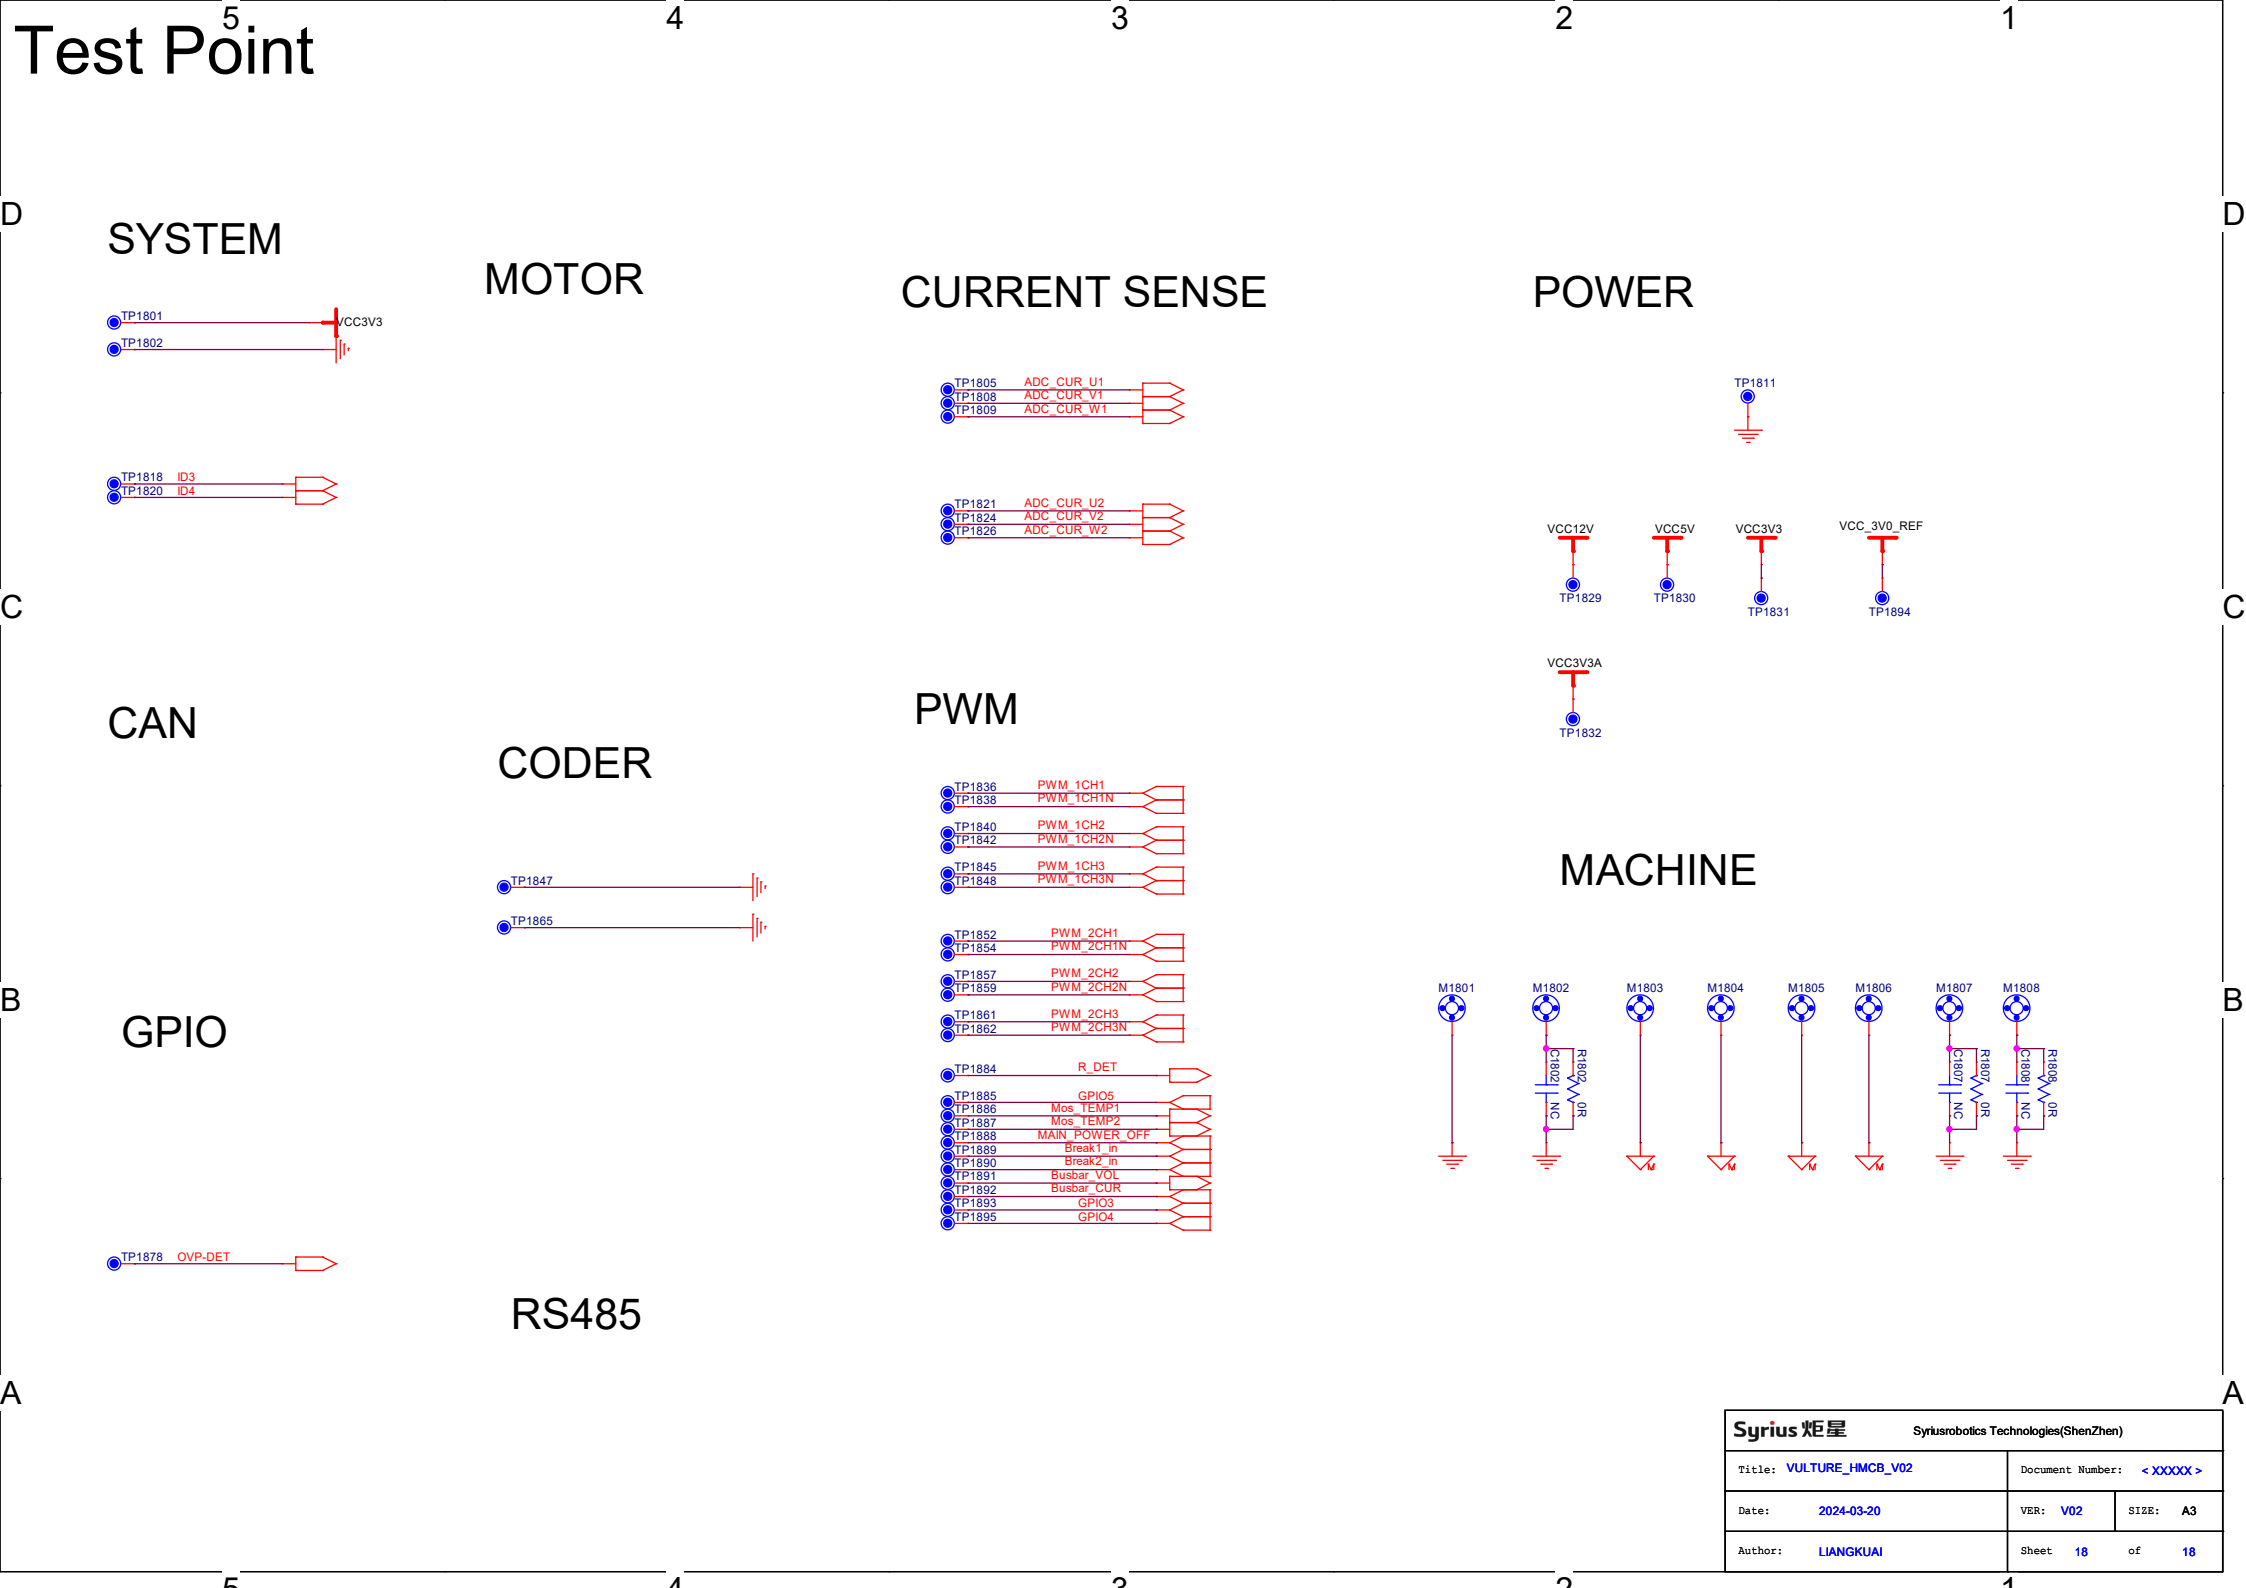 5 4 3 2 1
Test Point
D D
SYSTEM
MOTOR
CURRENT SENSE
POWER
TP1801 VCC3V3
TP1802
TP1818 ID3
TP1820 ID4
TP1805 ADC_CUR_U1
TP1808 ADC_CUR_V1
TP1809 ADC_CUR_W1
TP1821 ADC_CUR_U2
TP1824 ADC_CUR_V2
TP1826 ADC_CUR_W2
TP1811
VCC12V VCC5V VCC3V3 VCC_3V0_REF
TP1829 TP1830 TP1831 TP1894
VCC3V3A
TP1832
C C
CAN
CODER
PWM
TP1847
TP1865
TP1836 PWM_1CH1
TP1838 PWM_1CH1N
TP1840 PWM_1CH2
TP1842 PWM_1CH2N
TP1845 PWM_1CH3
TP1848 PWM_1CH3N
TP1852 PWM_2CH1
TP1854 PWM_2CH1N
TP1857 PWM_2CH2
TP1859 PWM_2CH2N
TP1861 PWM_2CH3
TP1862 PWM_2CH3N
TP1884 R_DET
TP1885 GPIO5
TP1886 Mos_TEMP1
TP1887 Mos_TEMP2
TP1888 MAIN_POWER_OFF
TP1889 Break1_in
TP1890 Break2_in
TP1891 Busbar_VOL
TP1892 Busbar_CUR
TP1893 GPIO3
TP1895 GPIO4
MACHINE
M1801 M1802 M1803 M1804 M1805 M1806 M1807 M1808
C1802 NC
R1802 0R
C1807 NC
R1807 0R
C1808 NC
R1808 0R
M M M M
B B
GPIO
TP1878 OVP-DET
RS485
A A
Syrius 炬星 Syriusrobotics Technologies(ShenZhen)
Title: VULTURE_HMCB_V02 Document Number: < XXXXX >
Date: 2024-03-20 VER: V02 SIZE: A3
Author: LIANGKUAI Sheet 18 of 18
5 4 3 2 1